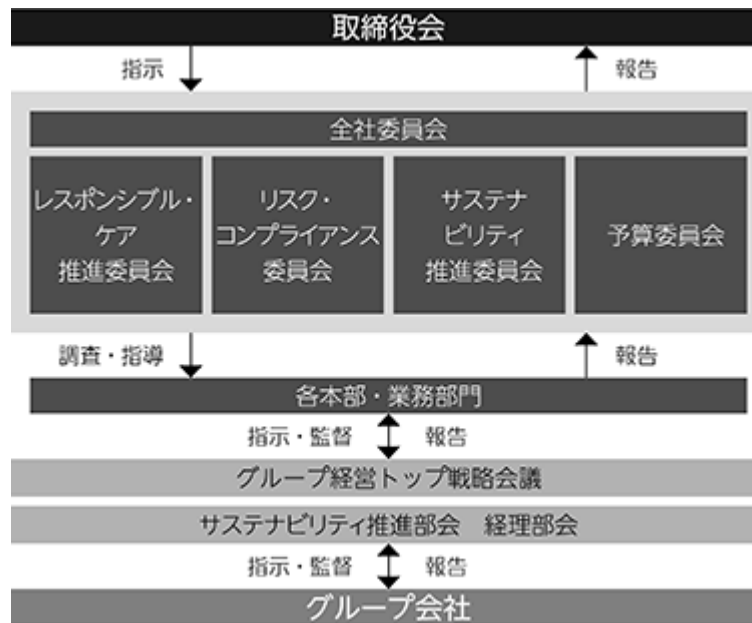 取締役会
指示
報告
全社委員会
レスポンシブル・
ケア
推進委員会
リスク・
コンプライアンス
委員会
サステナ
ビリティ
推進委員会
予算委員会
調査・指導
報告
各本部・業務部門
指示・監督
報告
グループ経営トップ戦略会議
サステナビリティ推進部会 経理部会
指示・監督
報告
グループ会社